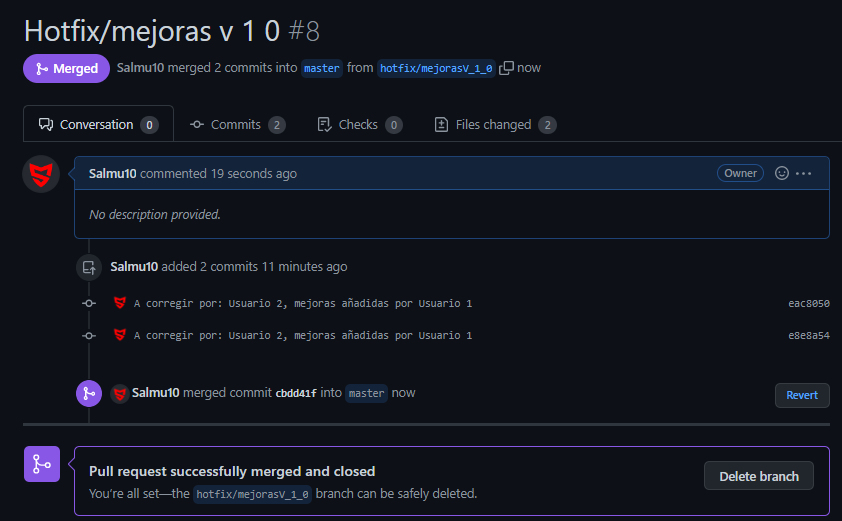 Hotfix/mejoras v 1 0 #8
Merged Salmu10 merged 2 commits into master from hotfix/mejorasV_1_0 now
Conversation 0 Commits 2 Checks 0 Files changed 2
Salmu10 commented 19 seconds ago Owner ...
No description provided.
Salmu10 added 2 commits 11 minutes ago
A corregir por: Usuario 2, mejoras añadidas por Usuario 1 eac8050
A corregir por: Usuario 2, mejoras añadidas por Usuario 1 e8e8a54
Salmu10 merged commit cbdd41f into master now Revert
Pull request successfully merged and closed
You're all set—the hotfix/mejorasV_1_0 branch can be safely deleted.
Delete branch